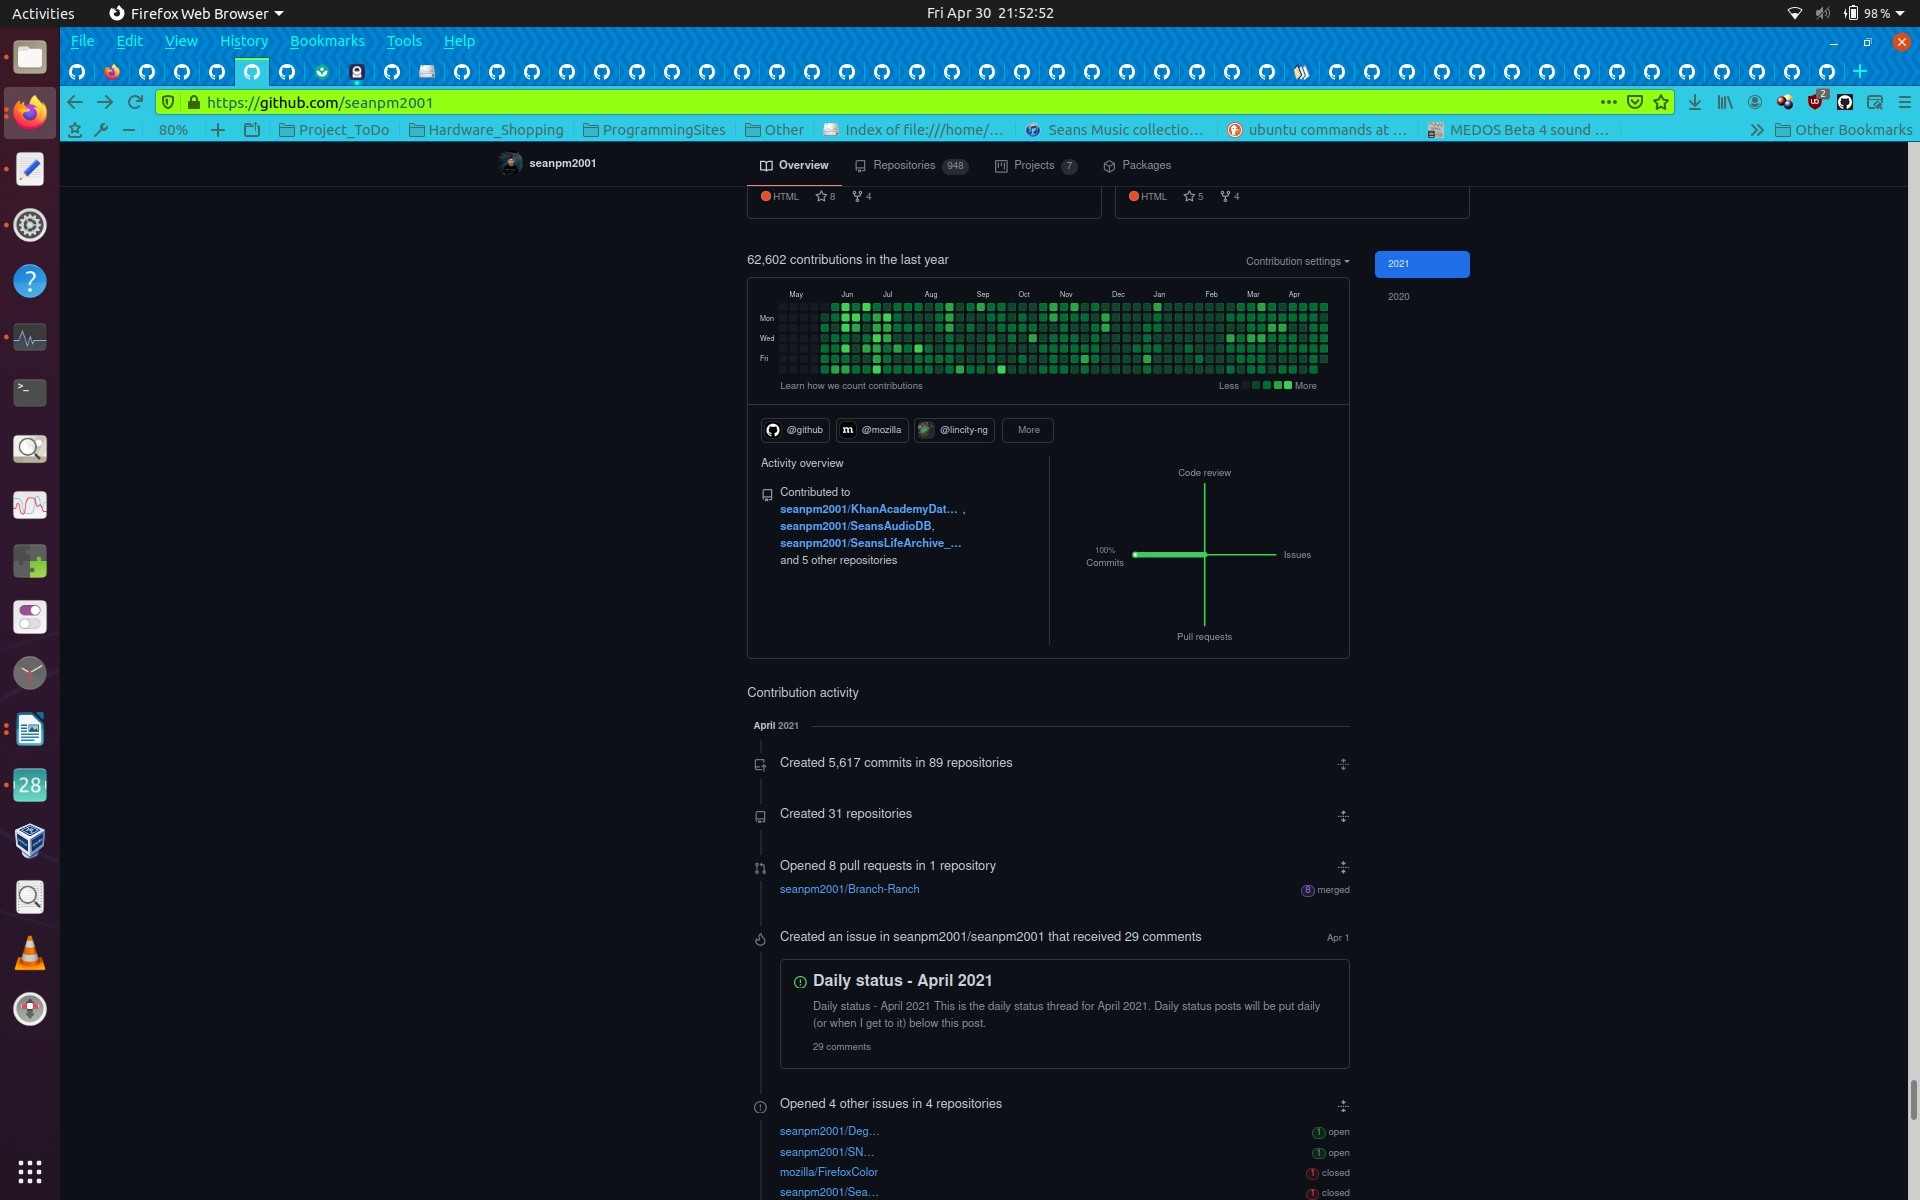 Activities
Firefox Web Browser
Fri Apr 30 21:52:52
98 %
File Edit View History Bookmarks Tools Help
https://github.com/seanpm2001
2
80%
Project_ToDo
Hardware_Shopping
ProgrammingSites
Other
Index of file:///home/...
Seans Music collectio...
ubuntu commands at ...
MEDOS Beta 4 sound ...
Other Bookmarks
seanpm2001
Overview
Repositories 948
Projects 7
Packages
HTML 8 4
HTML 5 4
62,602 contributions in the last year
Contribution settings
2021
2020
May Jun Jul Aug Sep Oct Nov Dec Jan Feb Mar Apr
Mon
Wed
Fri
Learn how we count contributions
Less More
@github
@mozilla
@lincity-ng
More
Activity overview
Contributed to
seanpm2001/KhanAcademyDat… ,
seanpm2001/SeansAudioDB,
seanpm2001/SeansLifeArchive_…
and 5 other repositories
Code review
100%
Commits
Issues
Pull requests
Contribution activity
April 2021
Created 5,617 commits in 89 repositories
Created 31 repositories
Opened 8 pull requests in 1 repository
seanpm2001/Branch-Ranch
8 merged
Created an issue in seanpm2001/seanpm2001 that received 29 comments
Apr 1
Daily status - April 2021
Daily status - April 2021 This is the daily status thread for April 2021. Daily status posts will be put daily
(or when I get to it) below this post.
29 comments
Opened 4 other issues in 4 repositories
seanpm2001/Deg…
1 open
seanpm2001/SN…
1 open
mozilla/FirefoxColor
1 closed
seanpm2001/Sea…
1 closed
28